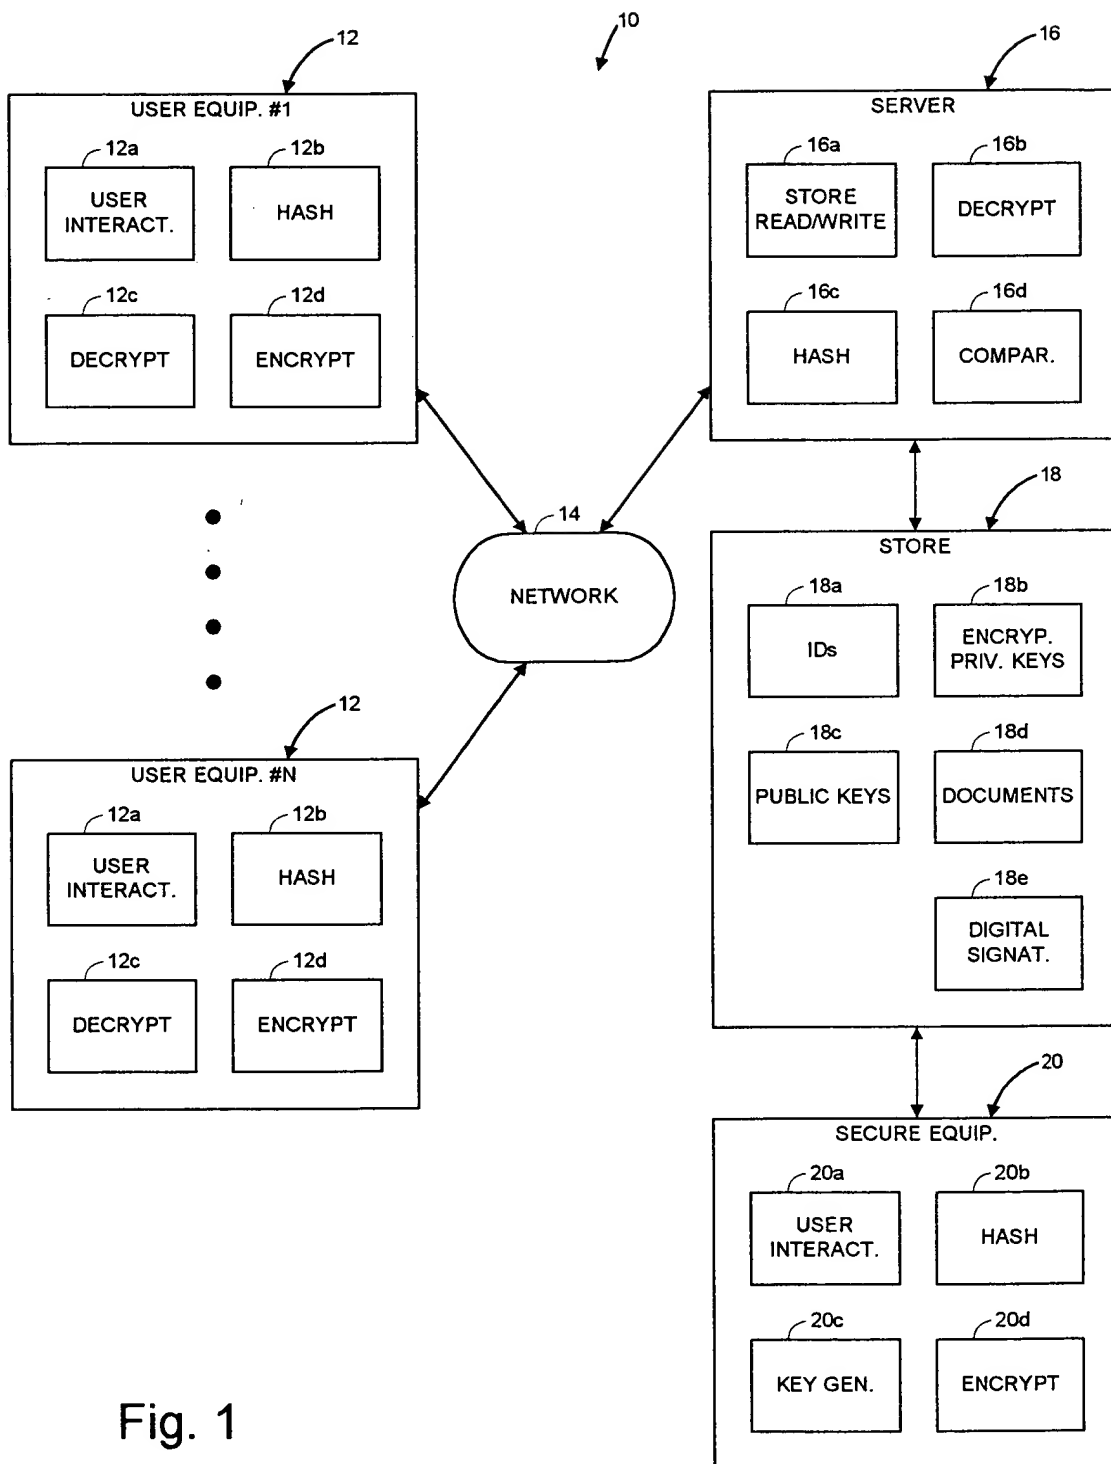 10
12
USER EQUIP. #1
12a
USER
INTERACT.
12b
HASH
12c
DECRYPT
12d
ENCRYPT
16
SERVER
16a
STORE
READ/WRITE
16b
DECRYPT
16c
HASH
16d
COMPAR.
14
NETWORK
18
STORE
18a
IDs
18b
ENCRYP.
PRIV. KEYS
18c
PUBLIC KEYS
18d
DOCUMENTS
18e
DIGITAL
SIGNAT.
12
USER EQUIP. #N
12a
USER
INTERACT.
12b
HASH
12c
DECRYPT
12d
ENCRYPT
20
SECURE EQUIP.
20a
USER
INTERACT.
20b
HASH
20c
KEY GEN.
20d
ENCRYPT
Fig. 1